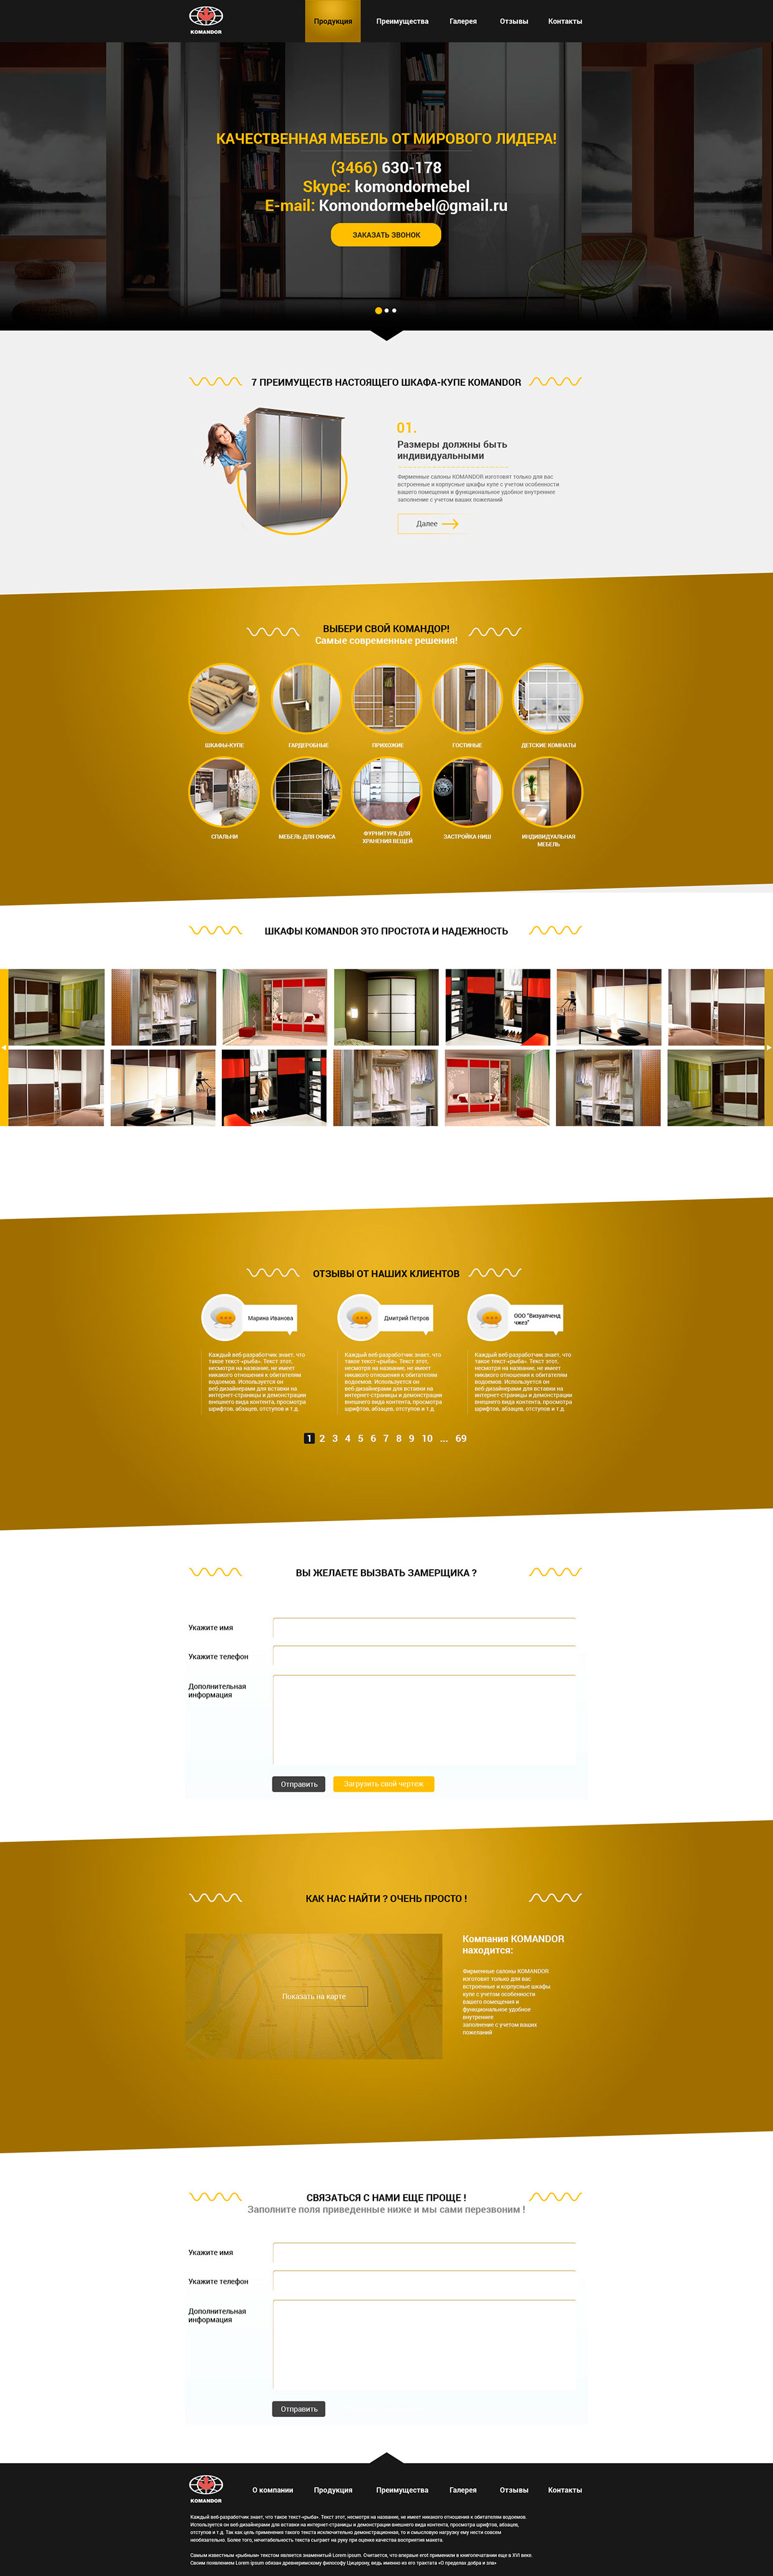 KOMANDOR
Продукция Преимущества Галерея Отзывы Контакты
КАЧЕСТВЕННАЯ МЕБЕЛЬ ОТ МИРОВОГО ЛИДЕРА!
(3466) 630-178
Skype: komondormebel
E-mail: Komondormebel@gmail.ru
ЗАКАЗАТЬ ЗВОНОК
7 ПРЕИМУЩЕСТВ НАСТОЯЩЕГО ШКАФА-КУПЕ KOMANDOR
01.
Размеры должны быть
индивидуальными
Фирменные салоны KOMANDOR изготовят только для вас
встроенные и корпусные шкафы купе с учетом особенности
вашего помещения и функциональное удобное внутреннее
заполнение с учетом ваших пожеланий
Далее
ВЫБЕРИ СВОЙ КОМАНДОР!
Самые современные решения!
ШКАФЫ-КУПЕ ГАРДЕРОБНЫЕ ПРИХОЖИЕ ГОСТИНЫЕ ДЕТСКИЕ КОМНАТЫ
СПАЛЬНИ МЕБЕЛЬ ДЛЯ ОФИСА ФУРНИТУРА ДЛЯ
ХРАНЕНИЯ ВЕЩЕЙ ЗАСТРОЙКА НИШ ИНДИВИДУАЛЬНАЯ
МЕБЕЛЬ
ШКАФЫ KOMANDOR ЭТО ПРОСТОТА И НАДЕЖНОСТЬ
ОТЗЫВЫ ОТ НАШИХ КЛИЕНТОВ
Марина Иванова
Каждый веб-разработчик знает, что
такое текст-«рыба». Текст этот,
несмотря на название, не имеет
никакого отношения к обитателям
водоемов. Используется он
веб-дизайнерами для вставки на
интернет-страницы и демонстрации
внешнего вида контента, просмотра
шрифтов, абзацев, отступов и т.д.
Дмитрий Петров
Каждый веб-разработчик знает, что
такое текст-«рыба». Текст этот,
несмотря на название, не имеет
никакого отношения к обитателям
водоемов. Используется он
веб-дизайнерами для вставки на
интернет-страницы и демонстрации
внешнего вида контента, просмотра
шрифтов, абзацев, отступов и т.д.
ООО "Визуалченд
чжез"
Каждый веб-разработчик знает, что
такое текст-«рыба». Текст этот,
несмотря на название, не имеет
никакого отношения к обитателям
водоемов. Используется он
веб-дизайнерами для вставки на
интернет-страницы и демонстрации
внешнего вида контента, просмотра
шрифтов, абзацев, отступов и т.д.
1 2 3 4 5 6 7 8 9 10 ... 69
ВЫ ЖЕЛАЕТЕ ВЫЗВАТЬ ЗАМЕРЩИКА ?
Укажите имя
Укажите телефон
Дополнительная
информация
Отправить Загрузить свой чертеж
КАК НАС НАЙТИ ? ОЧЕНЬ ПРОСТО !
Показать на карте
Компания KOMANDOR
находится:
Фирменные салоны KOMANDOR
изготовят только для вас
встроенные и корпусные шкафы
купе с учетом особенности
вашего помещения и
функциональное удобное
внутреннее
заполнение с учетом ваших
пожеланий
СВЯЗАТЬСЯ С НАМИ ЕЩЕ ПРОЩЕ !
Заполните поля приведенные ниже и мы сами перезвоним !
Укажите имя
Укажите телефон
Дополнительная
информация
Отправить
KOMANDOR
О компании Продукция Преимущества Галерея Отзывы Контакты
Каждый веб-разработчик знает, что такое текст-«рыба». Текст этот, несмотря на название, не имеет никакого отношения к обитателям водоемов.
Используется он веб-дизайнерами для вставки на интернет-страницы и демонстрации внешнего вида контента, просмотра шрифтов, абзацев,
отступов и т.д. Так как цель применения такого текста исключительно демонстрационная, то и смысловую нагрузку ему нести совсем
необязательно. Более того, нечитабельность текста сыграет на руку при оценке качества восприятия макета.
Самым известным «рыбным» текстом является знаменитый Lorem ipsum. Считается, что впервые его применили в книгопечатании еще в XVI веке.
Своим появлением Lorem ipsum обязан древнеримскому философу Цицерону, ведь именно из его трактата «О пределах добра и зла»